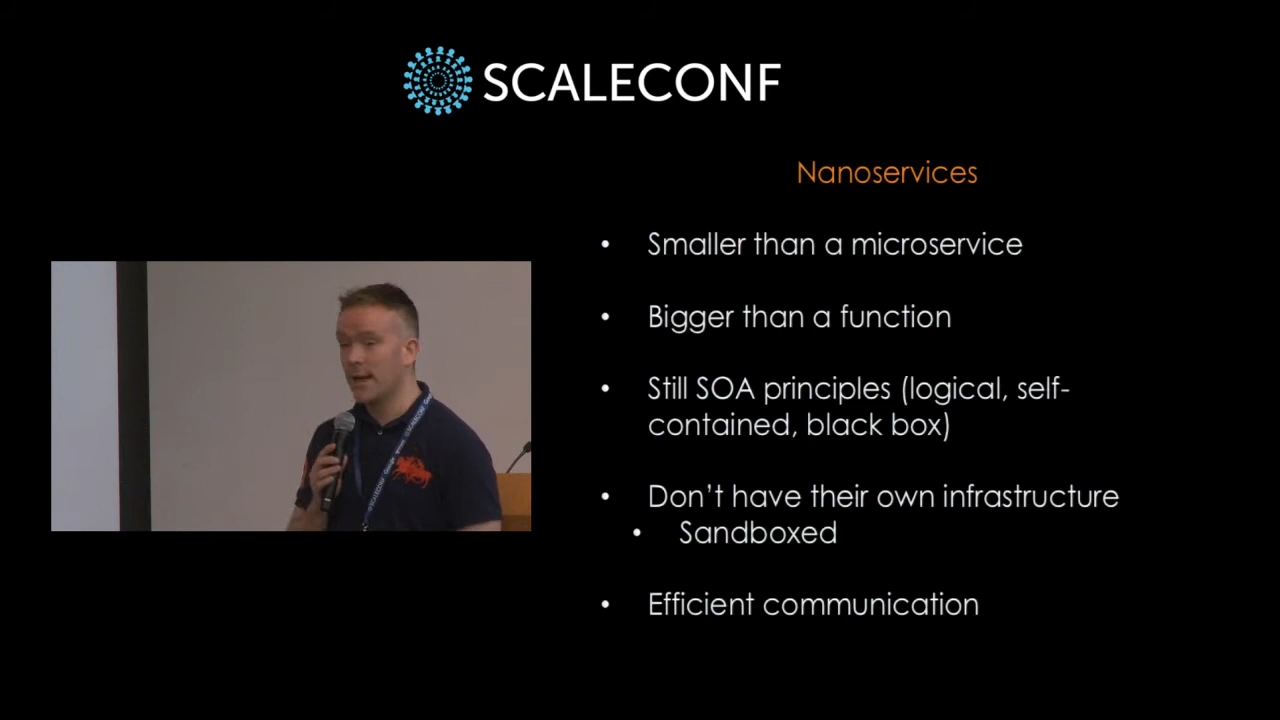 SCALECONF
Nanoservices
• Smaller than a microservice
• Bigger than a function
• Still SOA principles (logical, self-
contained, black box)
• Don’t have their own infrastructure
• Sandboxed
• Efficient communication
@SCALECONF